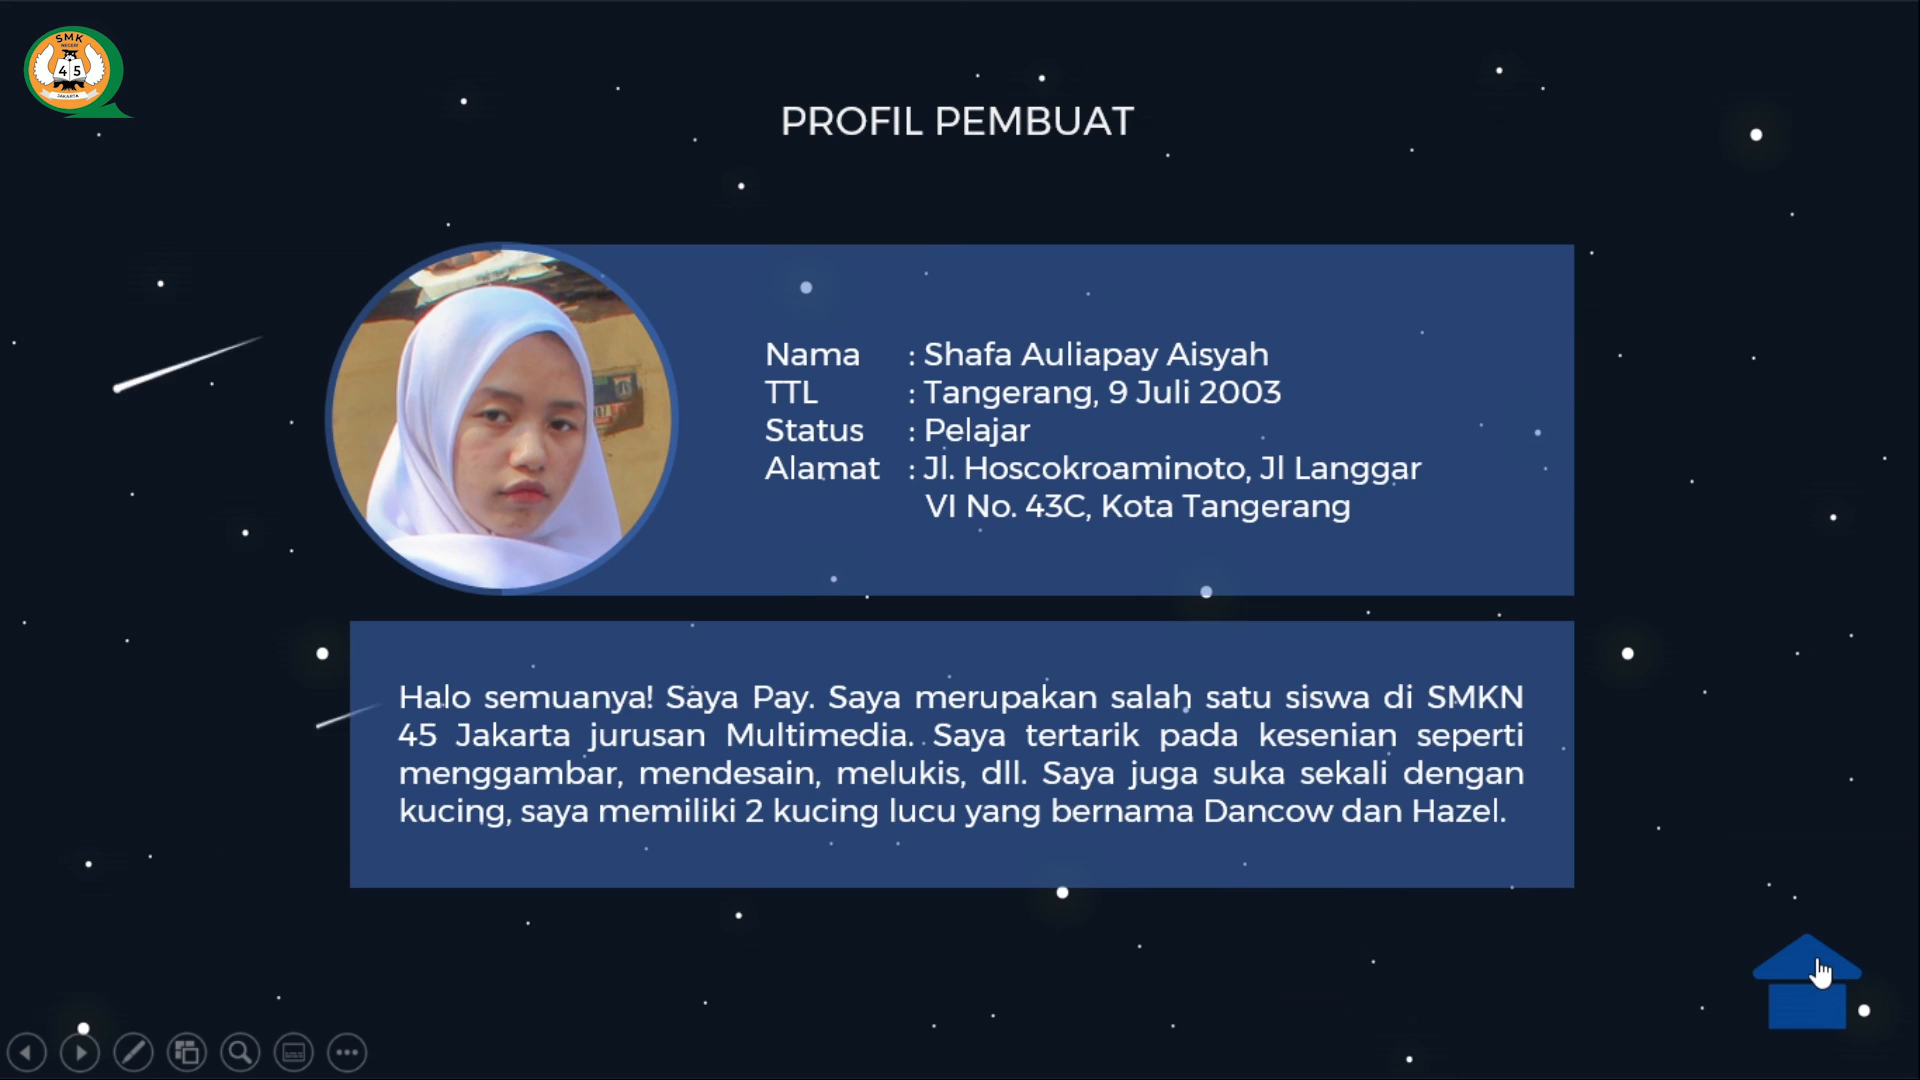 SMK
NEGERI
45
JAKARTA
PROFIL PEMBUAT
Nama : Shafa Auliapay Aisyah
TTL : Tangerang, 9 Juli 2003
Status : Pelajar
Alamat : Jl. Hoscokroaminoto, Jl Langgar
VI No. 43C, Kota Tangerang
Halo semuanya! Saya Pay. Saya merupakan salah satu siswa di SMKN
45 Jakarta jurusan Multimedia. Saya tertarik pada kesenian seperti
menggambar, mendesain, melukis, dll. Saya juga suka sekali dengan
kucing, saya memiliki 2 kucing lucu yang bernama Dancow dan Hazel.